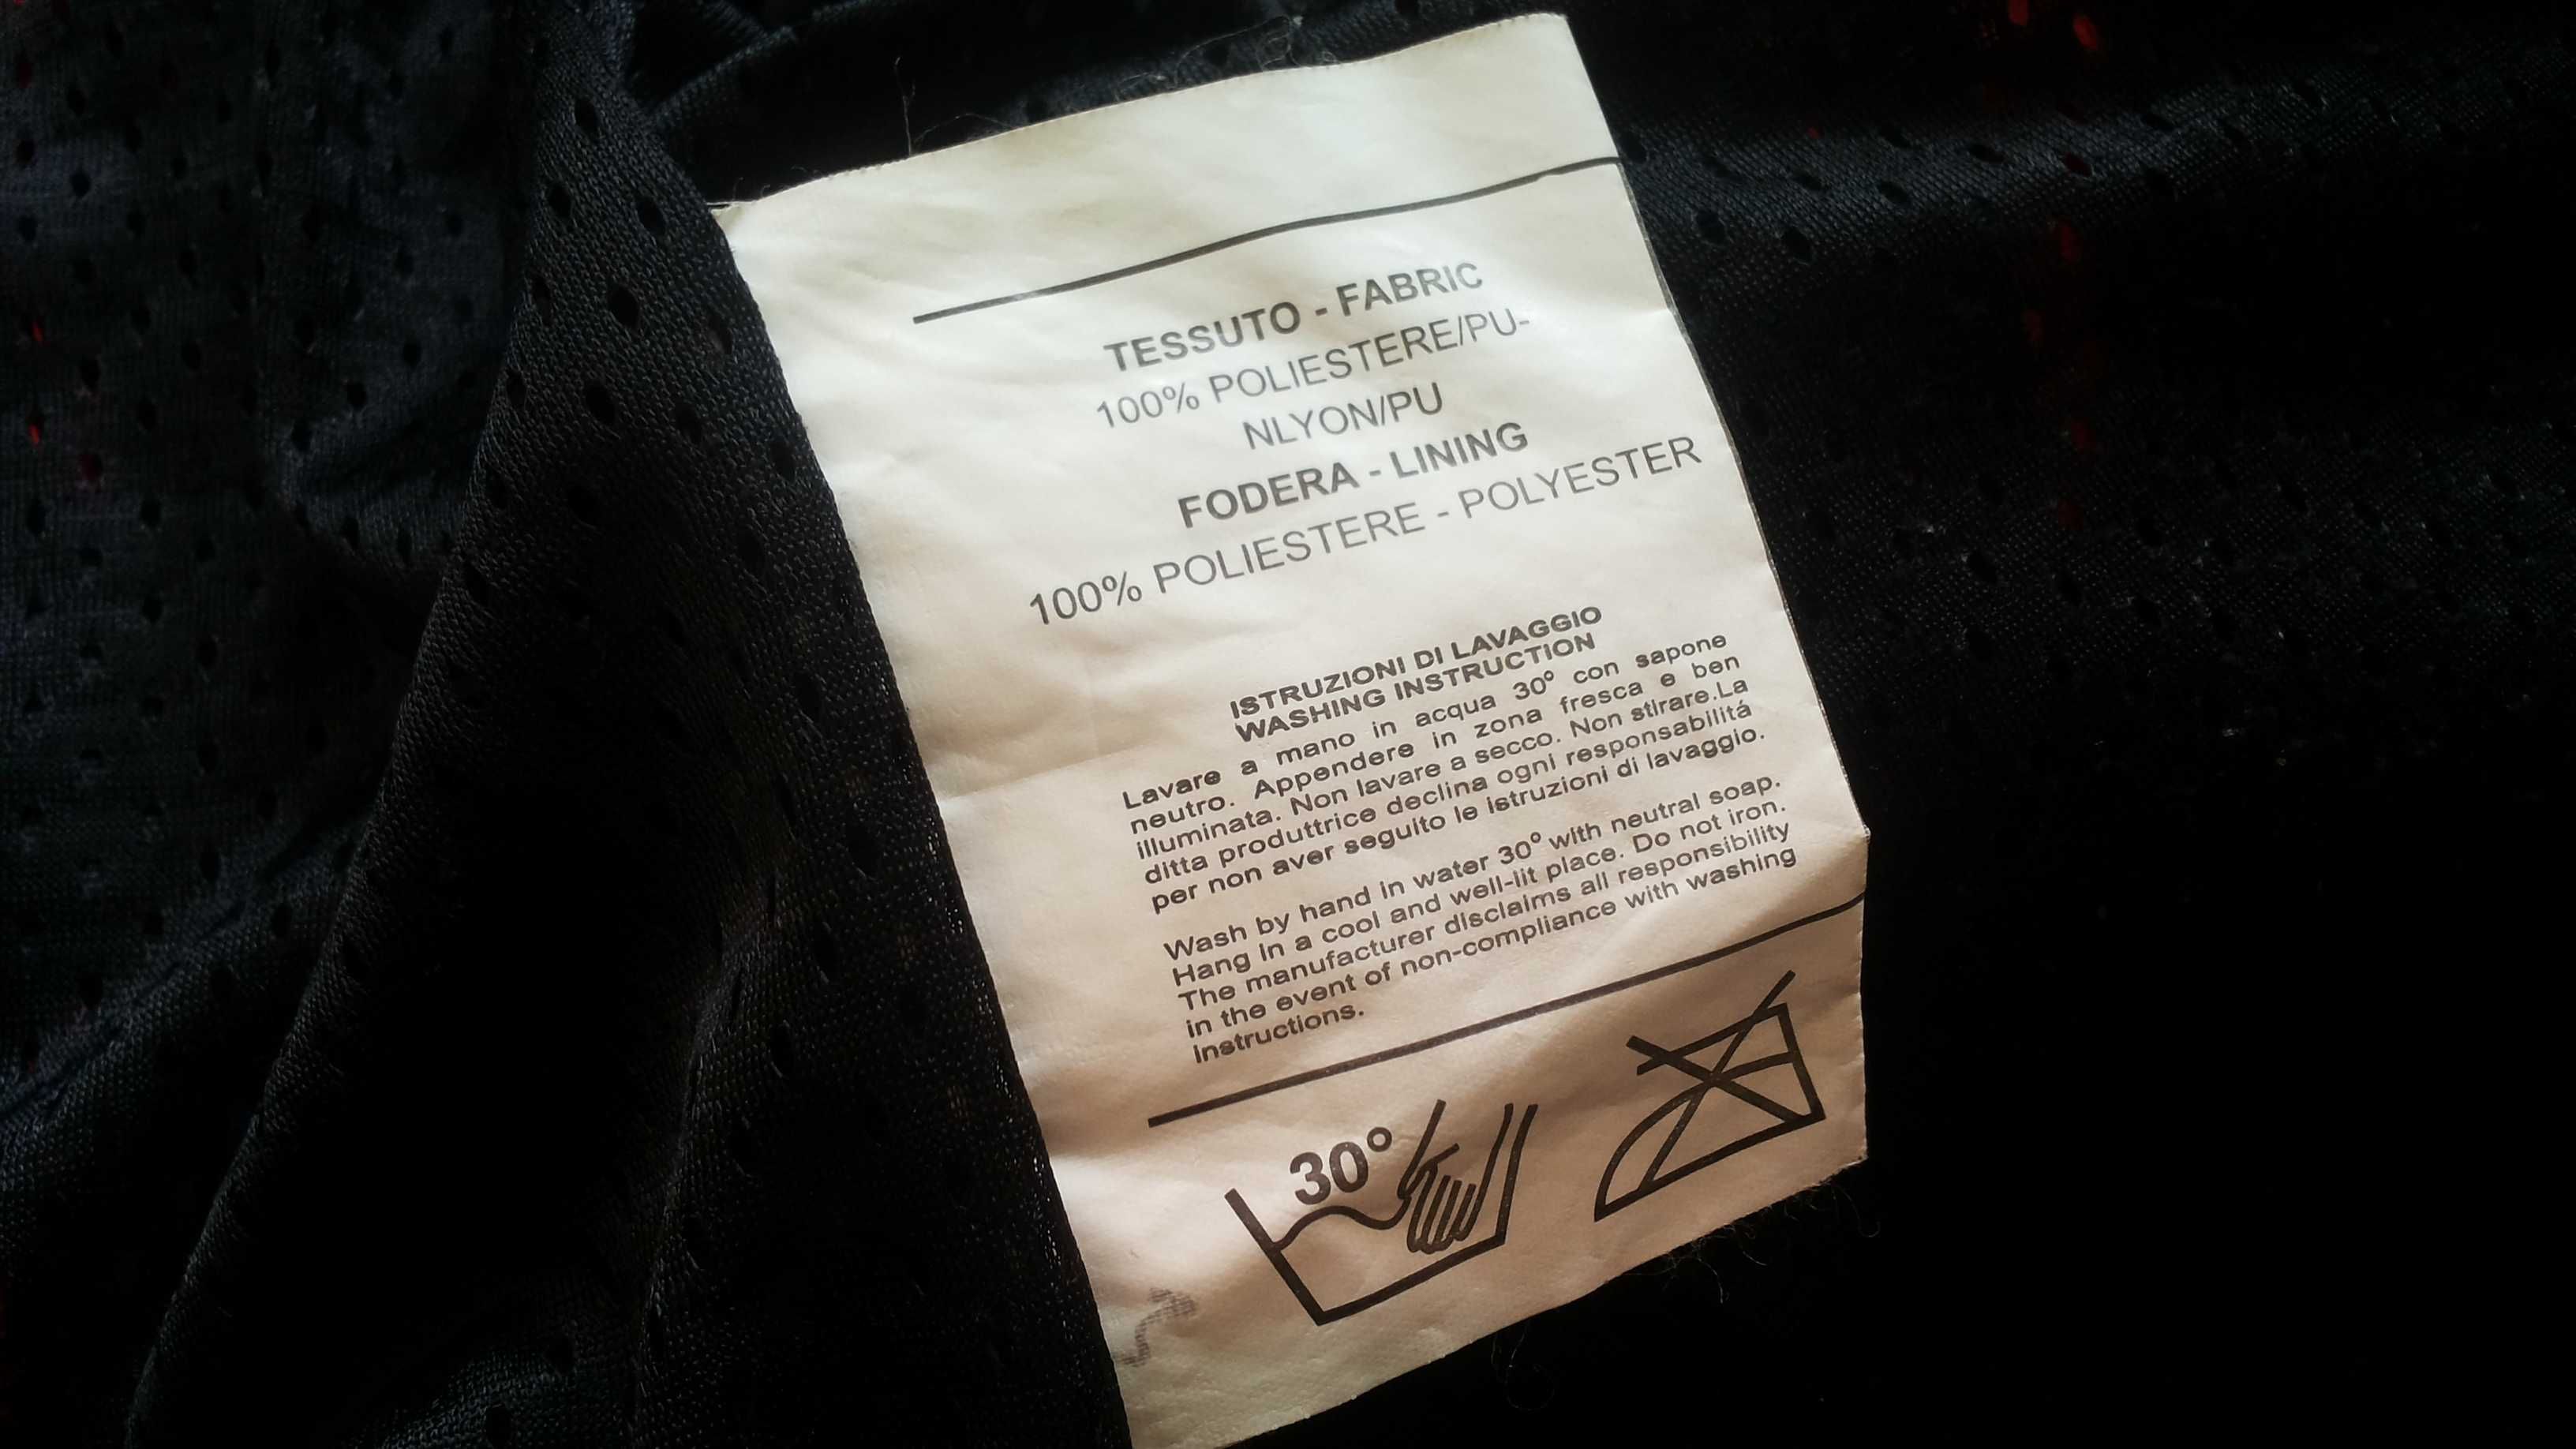 TESSUTO - FABRIC
100% POLIESTERE/PU-
NLYON/PU
FODERA - LINING
100% POLIESTERE - POLYESTER
ISTRUZIONI DI LAVAGGIO
WASHING INSTRUCTION
Lavare a mano in acqua 30° con sapone
neutro. Appendere in zona fresca e ben
illuminata. Non lavare a secco. Non stirare.La
ditta produttrice declina ogni responsabilitá
per non aver seguito le istruzioni di lavaggio.
Wash by hand in water 30° with neutral soap.
Hang in a cool and well-lit place. Do not iron.
The manufacturer disclaims all responsibility
in the event of non-compliance with washing
instructions.
30°